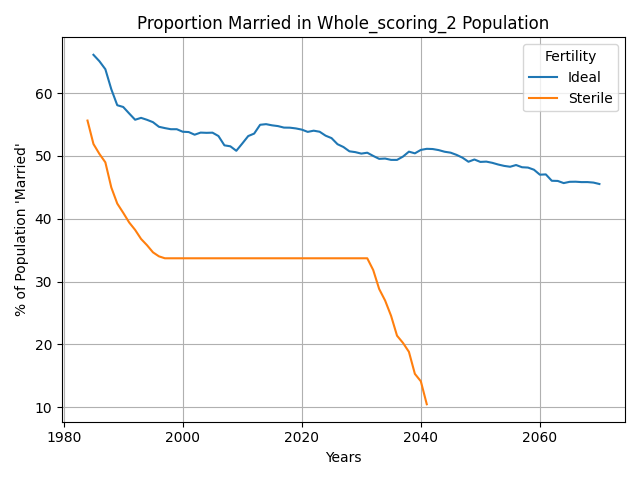 Proportion Married in Whole_scoring_2 Population
Fertility
Ideal
Sterile
% of Population 'Married'
60
50
40
30
20
10
1980
2000
2020
2040
2060
Years